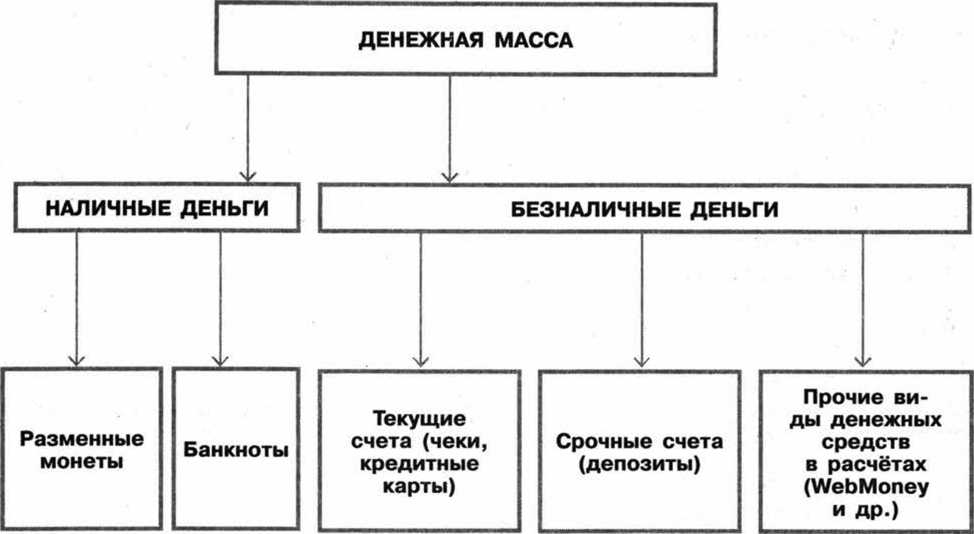 ДЕНЕЖНАЯ МАССА
НАЛИЧНЫЕ ДЕНЬГИ
БЕЗНАЛИЧНЫЕ ДЕНЬГИ
Разменные
монеты
Банкноты
Текущие
счета (чеки,
кредитные
карты)
Срочные счета
(депозиты)
Прочие ви-
ды денежных
средств
в расчётах
(WebMoney
и др.)